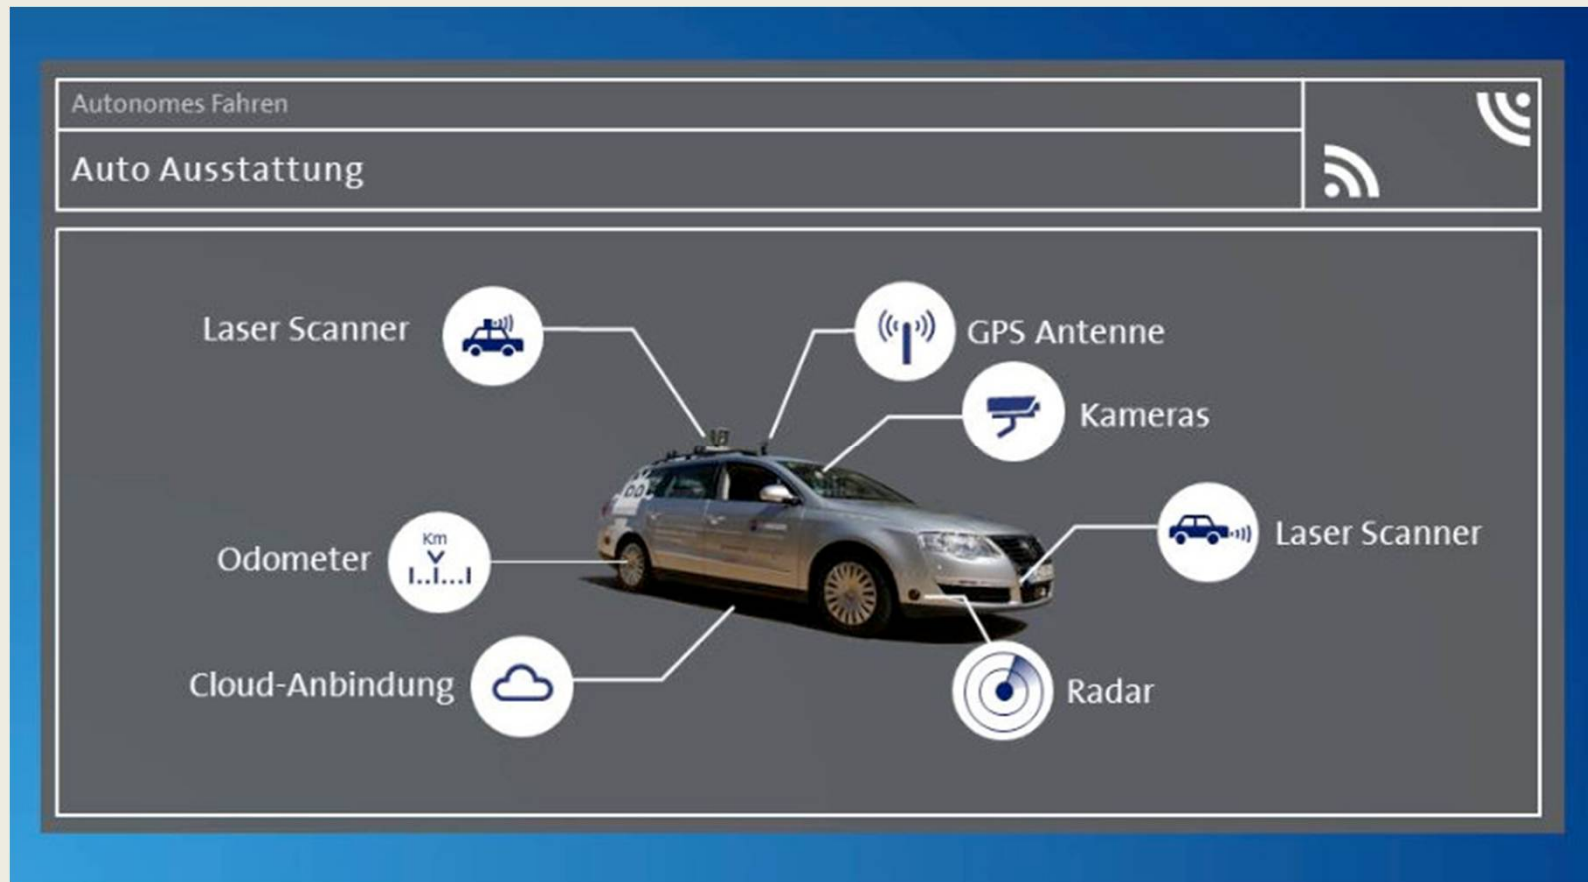 Autonomes Fahren
Auto Ausstattung
Laser Scanner
GPS Antenne
Kameras
Laser Scanner
Odometer
Km
Cloud-Anbindung
Radar